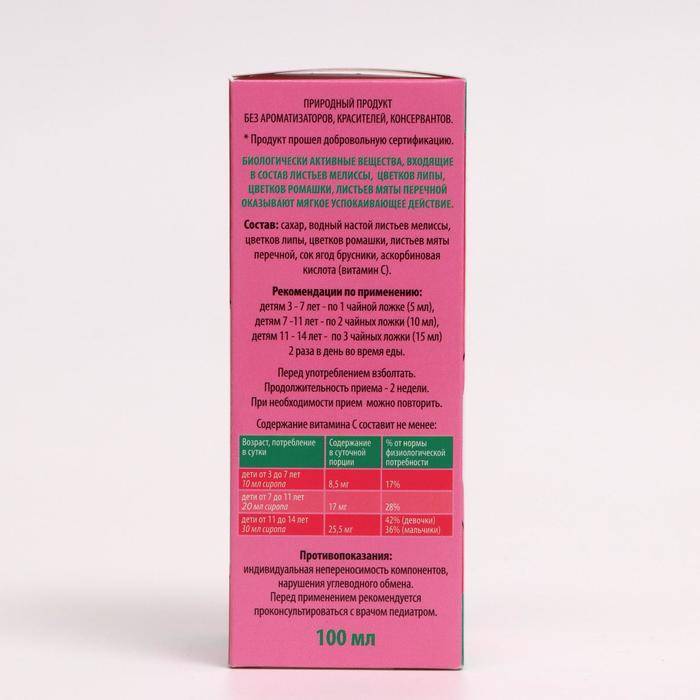 ПРИРОДНЫЙ ПРОДУКТ
БЕЗ АРОМАТИЗАТОРОВ, КРАСИТЕЛЕЙ, КОНСЕРВАНТОВ.
* Продукт прошел добровольную сертификацию.
БИОЛОГИЧЕСКИ АКТИВНЫЕ ВЕЩЕСТВА, ВХОДЯЩИЕ
В СОСТАВ ЛИСТЬЕВ МЕЛИССЫ, ЦВЕТКОВ ЛИПЫ,
ЦВЕТКОВ РОМАШКИ, ЛИСТЬЕВ МЯТЫ ПЕРЕЧНОЙ
ОКАЗЫВАЮТ МЯГКОЕ УСПОКАИВАЮЩЕЕ ДЕЙСТВИЕ.
Состав: сахар, водный настой листьев мелиссы,
цветков липы, цветков ромашки, листьев мяты
перечной, сок ягод брусники, аскорбиновая
кислота (витамин С).
Рекомендации по применению:
детям 3 - 7 лет - по 1 чайной ложке (5 мл),
детям 7 -11 лет - по 2 чайных ложки (10 мл),
детям 11 - 14 лет - по 3 чайных ложки (15 мл)
2 раза в день во время еды.
Перед употреблением взболтать.
Продолжительность приема - 2 недели.
При необходимости прием можно повторить.
Содержание витамина С составит не менее:
Возраст, потребление в сутки Содержание в суточной порции % от нормы физиологической потребности
дети от 3 до 7 лет
10 мл сиропа 8,5 мг 17%
дети от 7 до 11 лет
20 мл сиропа 17 мг 28%
дети от 11 до 14 лет 42% (девочки)
30 мл сиропа 25,5 мг 36% (мальчики)
Противопоказания:
индивидуальная непереносимость компонентов,
нарушения углеводного обмена.
Перед применением рекомендуется
проконсультироваться с врачом педиатром.
100 мл